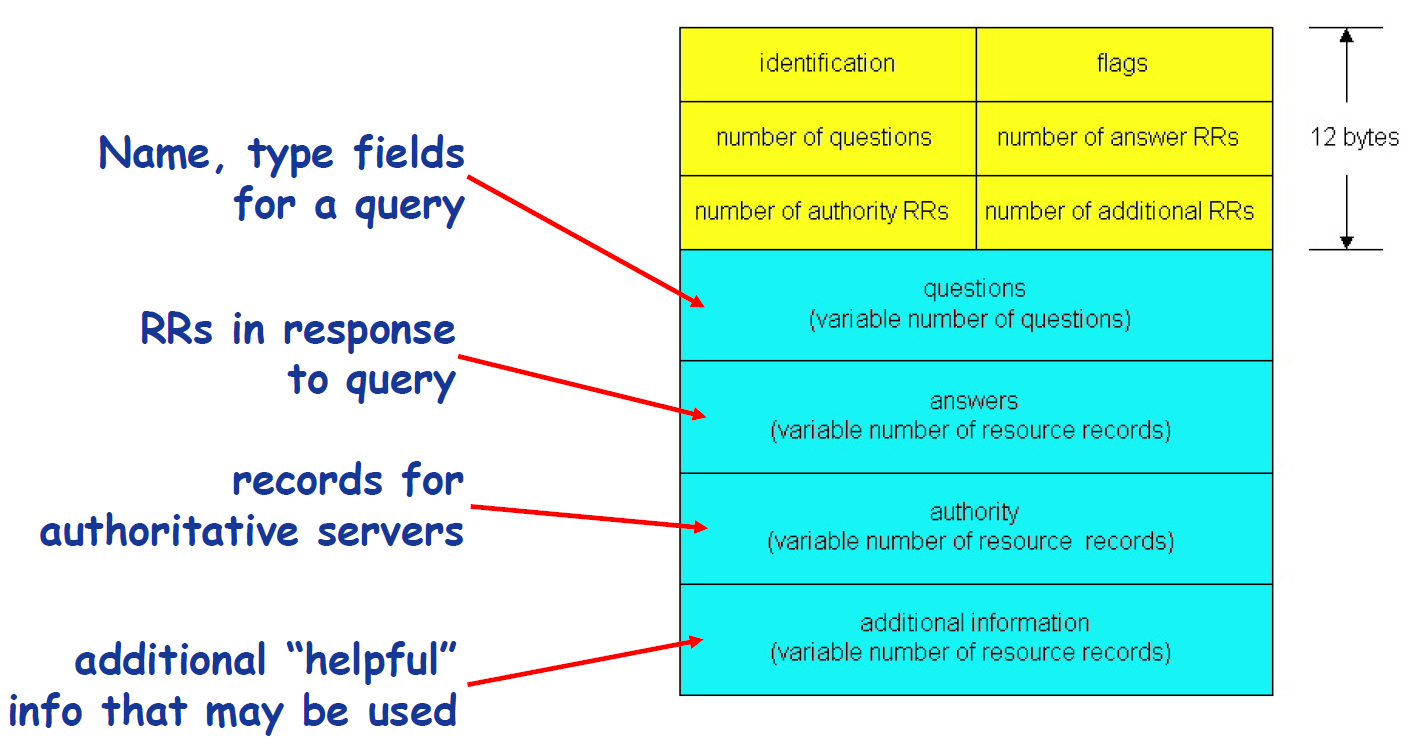 identification
flags
number of questions
number of answer RRs
12 bytes
number of authority RRs
number of additional RRs
Name, type fields
for a query
questions
(variable number of questions)
RRs in response
to query
answers
(variable number of resource records)
records for
authoritative servers
authority
(variable number of resource  records)
additional “helpful”
info that may be used
additional information
(variable number of resource records)